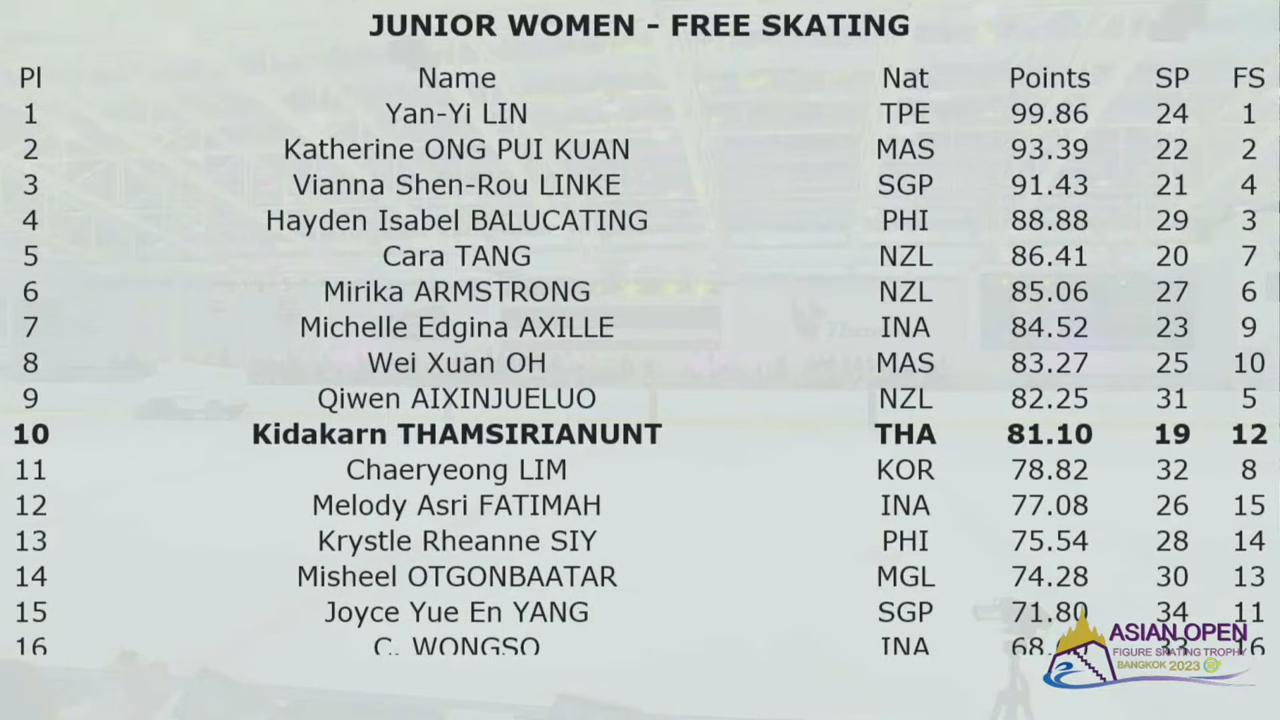 JUNIOR WOMEN – FREE SKATING
Pl Name Nat Points SP FS
1 Yan-Yi LIN TPE 99.86 24 1
2 Katherine ONG PUI KUAN MAS 93.39 22 2
3 Vianna Shen-Rou LINKE SGP 91.43 21 4
4 Hayden Isabel BALUCATING PHI 88.88 29 3
5 Cara TANG NZL 86.41 20 7
6 Mirika ARMSTRONG NZL 85.06 27 6
7 Michelle Edgina AXILLE INA 84.52 23 9
8 Wei Xuan OH MAS 83.27 25 10
9 Qiwen AIXINJUELUO NZL 82.25 31 5
10 Kidakarn THAMSIRIANUNT THA 81.10 19 12
11 Chaeryeong LIM KOR 78.82 32 8
12 Melody Asri FATIMAH INA 77.08 26 15
13 Krystle Rheanne SIY PHI 75.54 28 14
14 Misheel OTGONBAATAR MGL 74.28 30 13
15 Joyce Yue En YANG SGP 71.80 34 11
16 C. WONGSO INA
ASIAN OPEN
FIGURE SKATING TROPHY
BANGKOK 2023